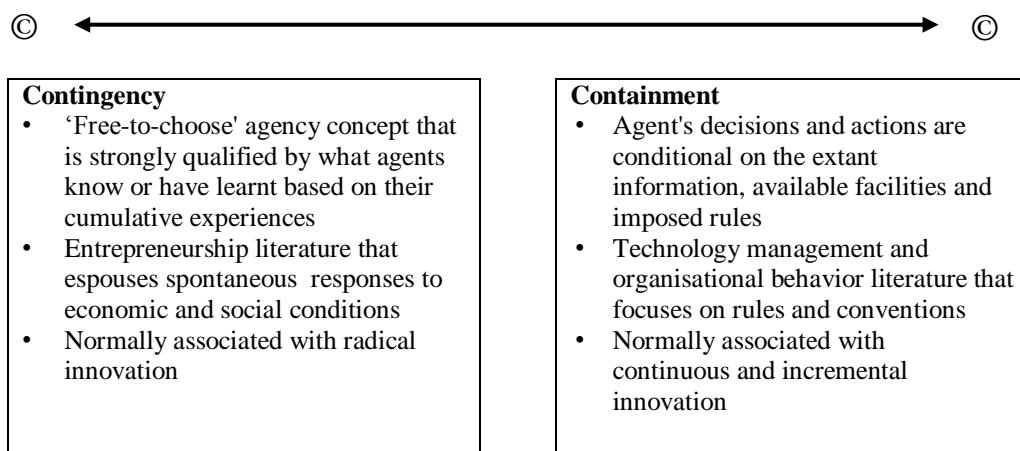 © ©
Contingency
• ‘Free-to-choose' agency concept that
is strongly qualified by what agents
know or have learnt based on their
cumulative experiences
• Entrepreneurship literature that
espouses spontaneous responses to
economic and social conditions
• Normally associated with radical
innovation
Containment
• Agent's decisions and actions are
conditional on the extant
information, available facilities and
imposed rules
• Technology management and
organisational behavior literature that
focuses on rules and conventions
• Normally associated with
continuous and incremental
innovation